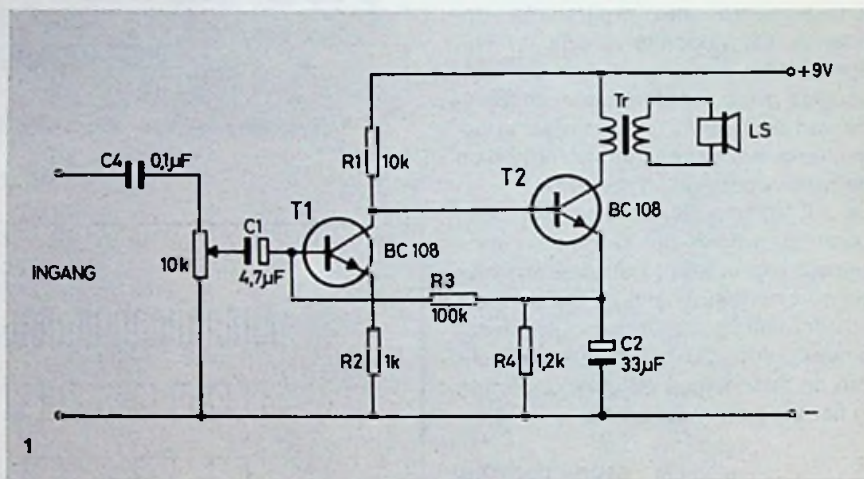 +9V
Tr
LS
C4
0,1µF
R1
10k
T2
T1
C1
BC 108
BC 108
10k
4,7µF
INGANG
R3
100k
R2
1k
R4
1,2k
C2
33µF
–
1